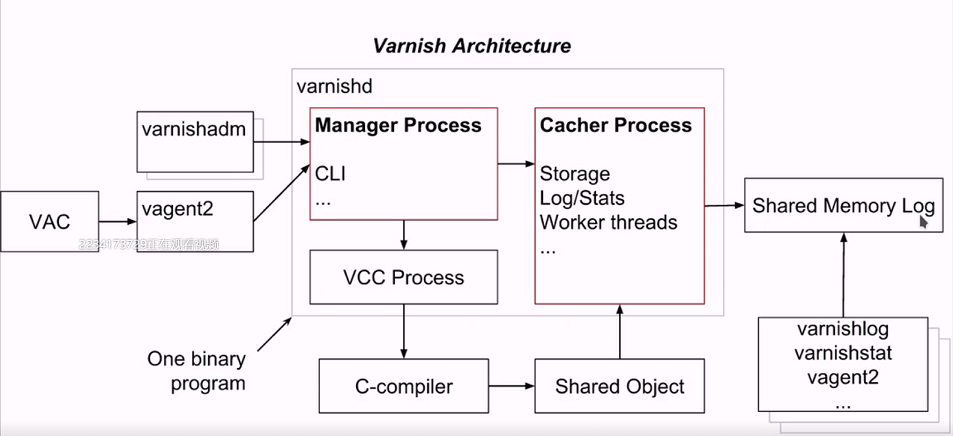 Varnish Architecture
varnishd
varnishadm
Manager Process
CLI
...
Cacher Process
Storage
Log/Stats
Worker threads
...
VAC
vagent2
Shared Memory Log
VCC Process
One binary
program
C-compiler
Shared Object
varnishlog
varnishstat
vagent2
...